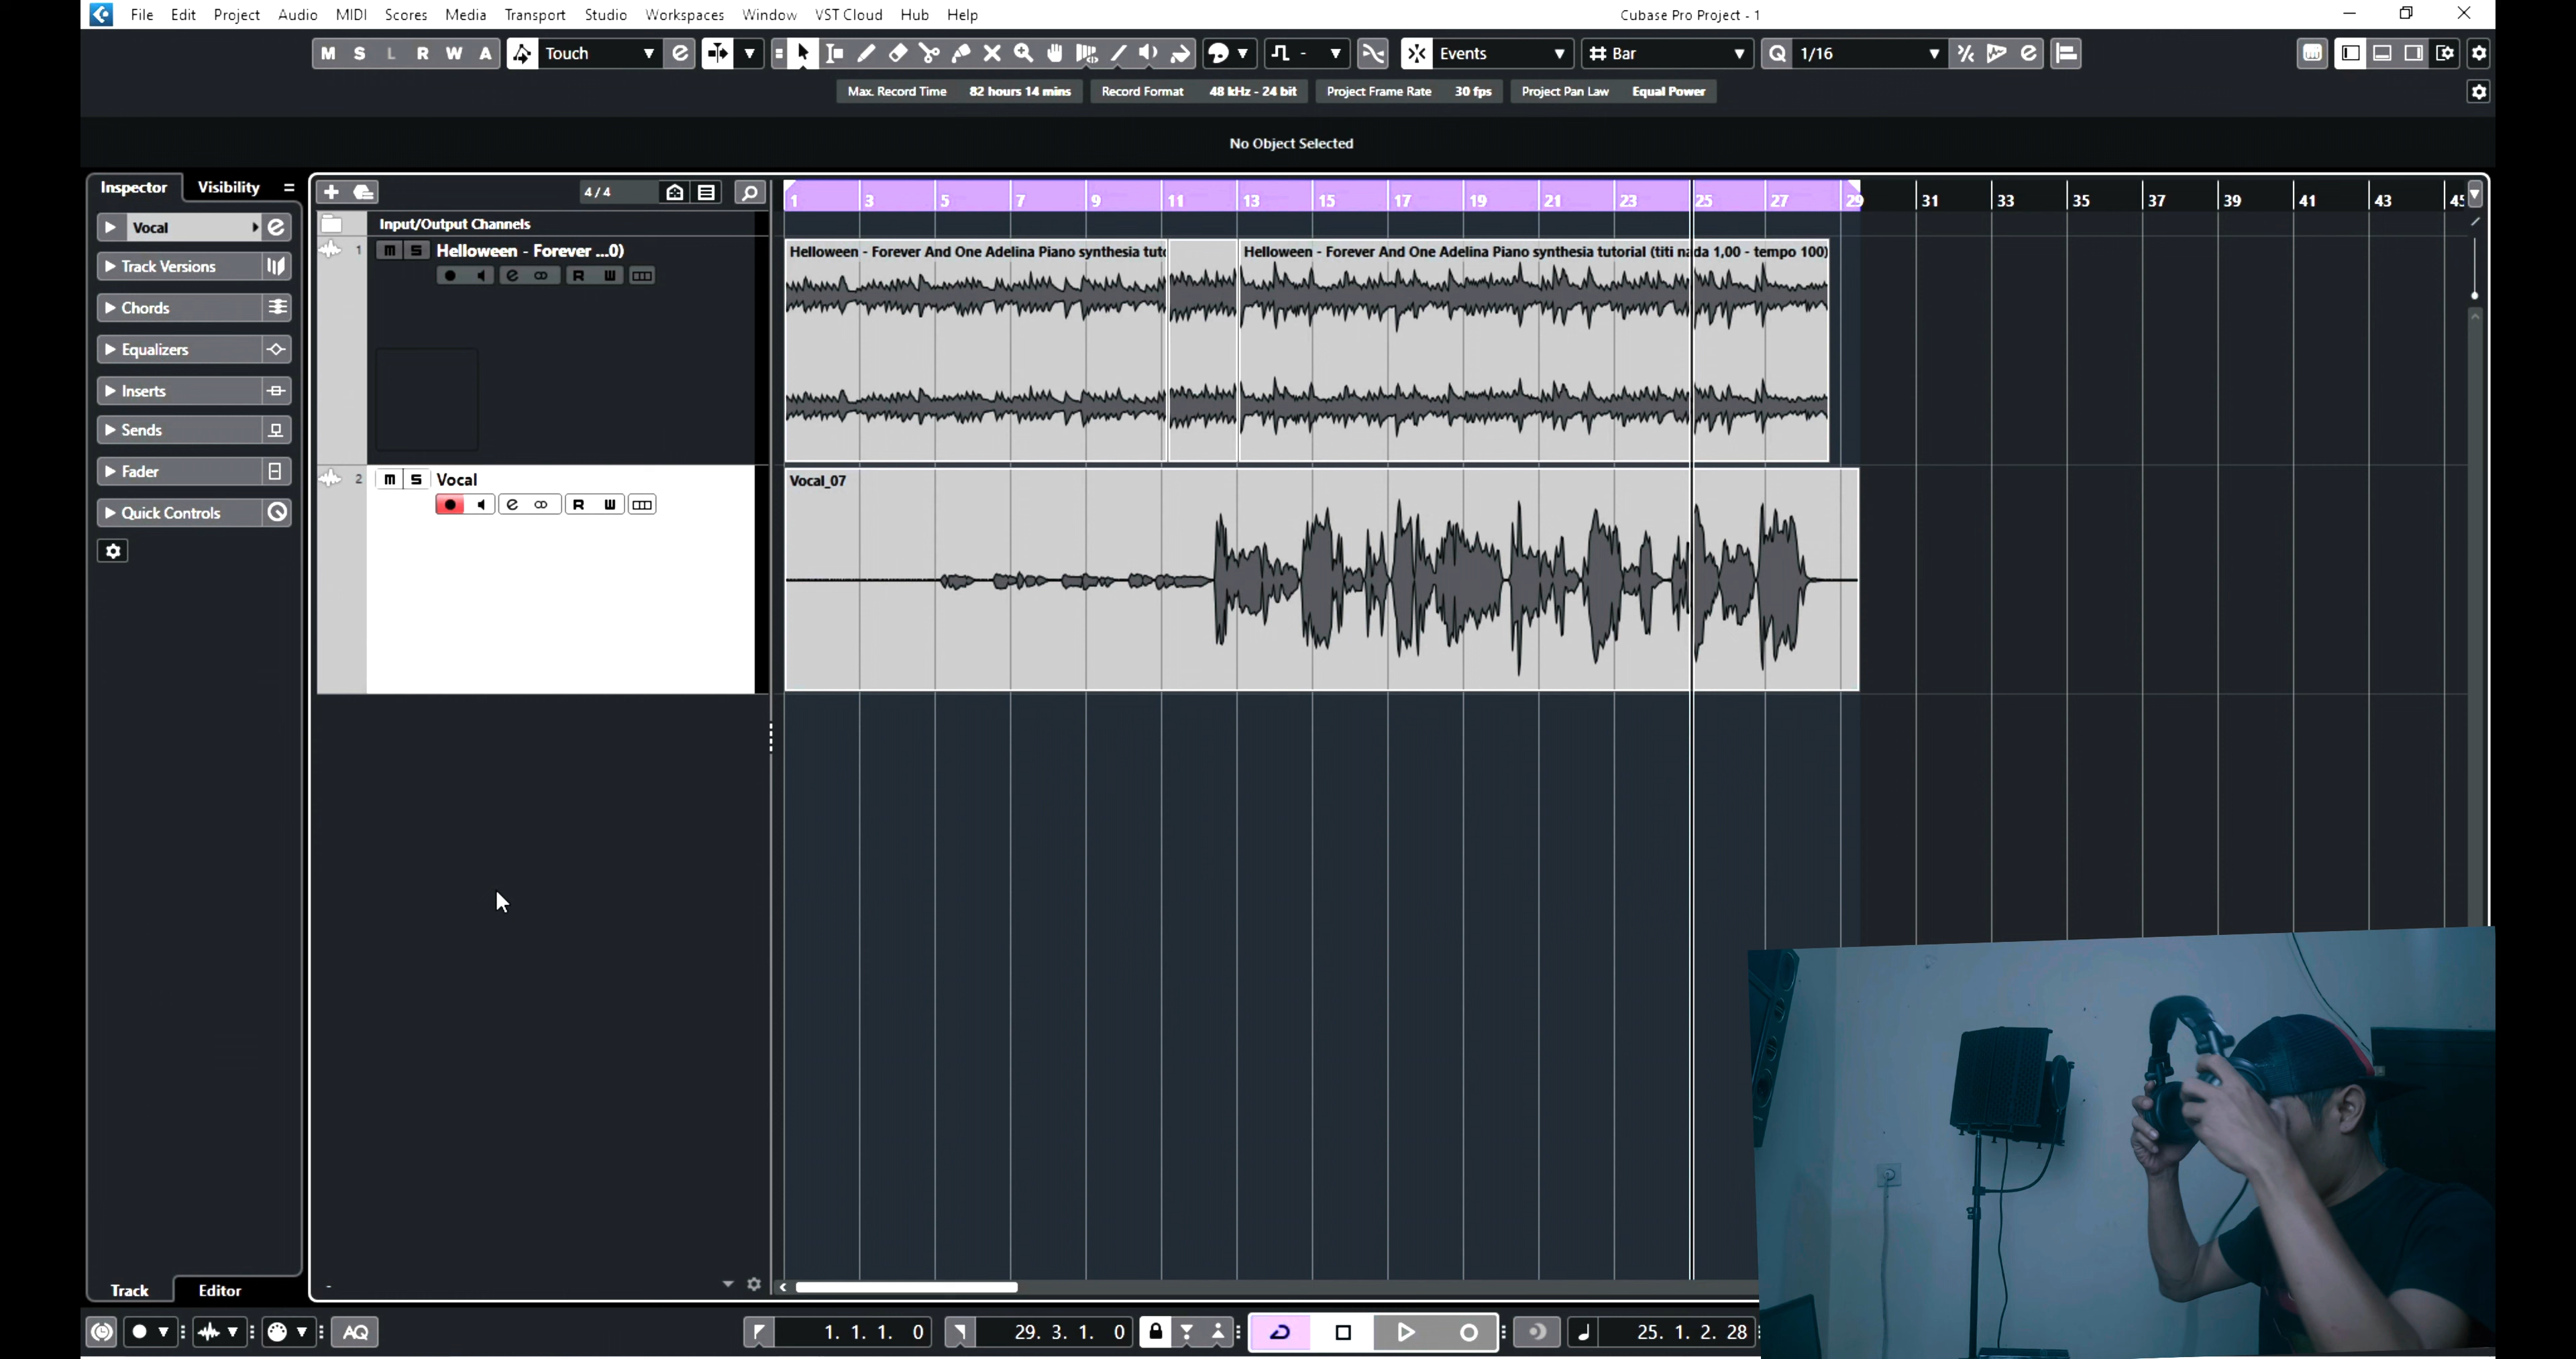 File Edit Project Audio MIDI Scores Media Transport Studio Workspaces Window VST Cloud Hub Help
Cubase Pro Project - 1
M S L R W A Touch Events Bar Q 1/16
Max. Record Time 82 hours 14 mins Record Format 48 kHz - 24 bit Project Frame Rate 30 fps Project Pan Law Equal Power
No Object Selected
Inspector Visibility
4 / 4
1 3 5 7 9 11 13 15 17 19 21 23 25 27 29 31 33 35 37 39 41 43
Vocal
Track Versions
Chords
Equalizers
Inserts
Sends
Fader
Quick Controls
Input/Output Channels
1 m S Helloween - Forever ...0)
R W
Helloween - Forever And One Adelina Piano synthesia tut
Helloween - Forever And One Adelina Piano synthesia tutorial (titi nada 1,00 - tempo 100)
2 m S Vocal
R W
Vocal_07
Track Editor
AQ
1. 1. 1. 0
29. 3. 1. 0
25. 1. 2. 28